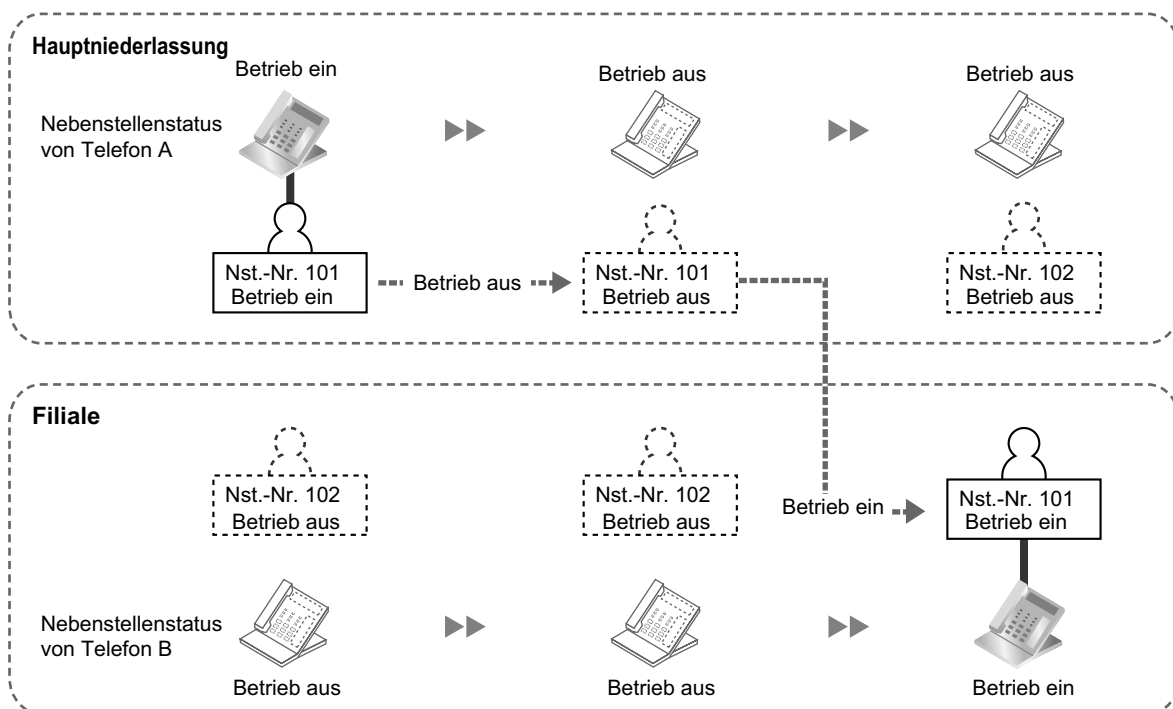 Hauptniederlassung
Betrieb ein
Betrieb aus
Betrieb aus
Nebenstellenstatus
von Telefon A
Nst.-Nr. 101
Betrieb ein
Betrieb aus
Nst.-Nr. 101
Betrieb aus
Nst.-Nr. 102
Betrieb aus
Filiale
Nst.-Nr. 102
Betrieb aus
Nst.-Nr. 102
Betrieb aus
Betrieb ein
Nst.-Nr. 101
Betrieb ein
Nebenstellenstatus
von Telefon B
Betrieb aus
Betrieb aus
Betrieb ein